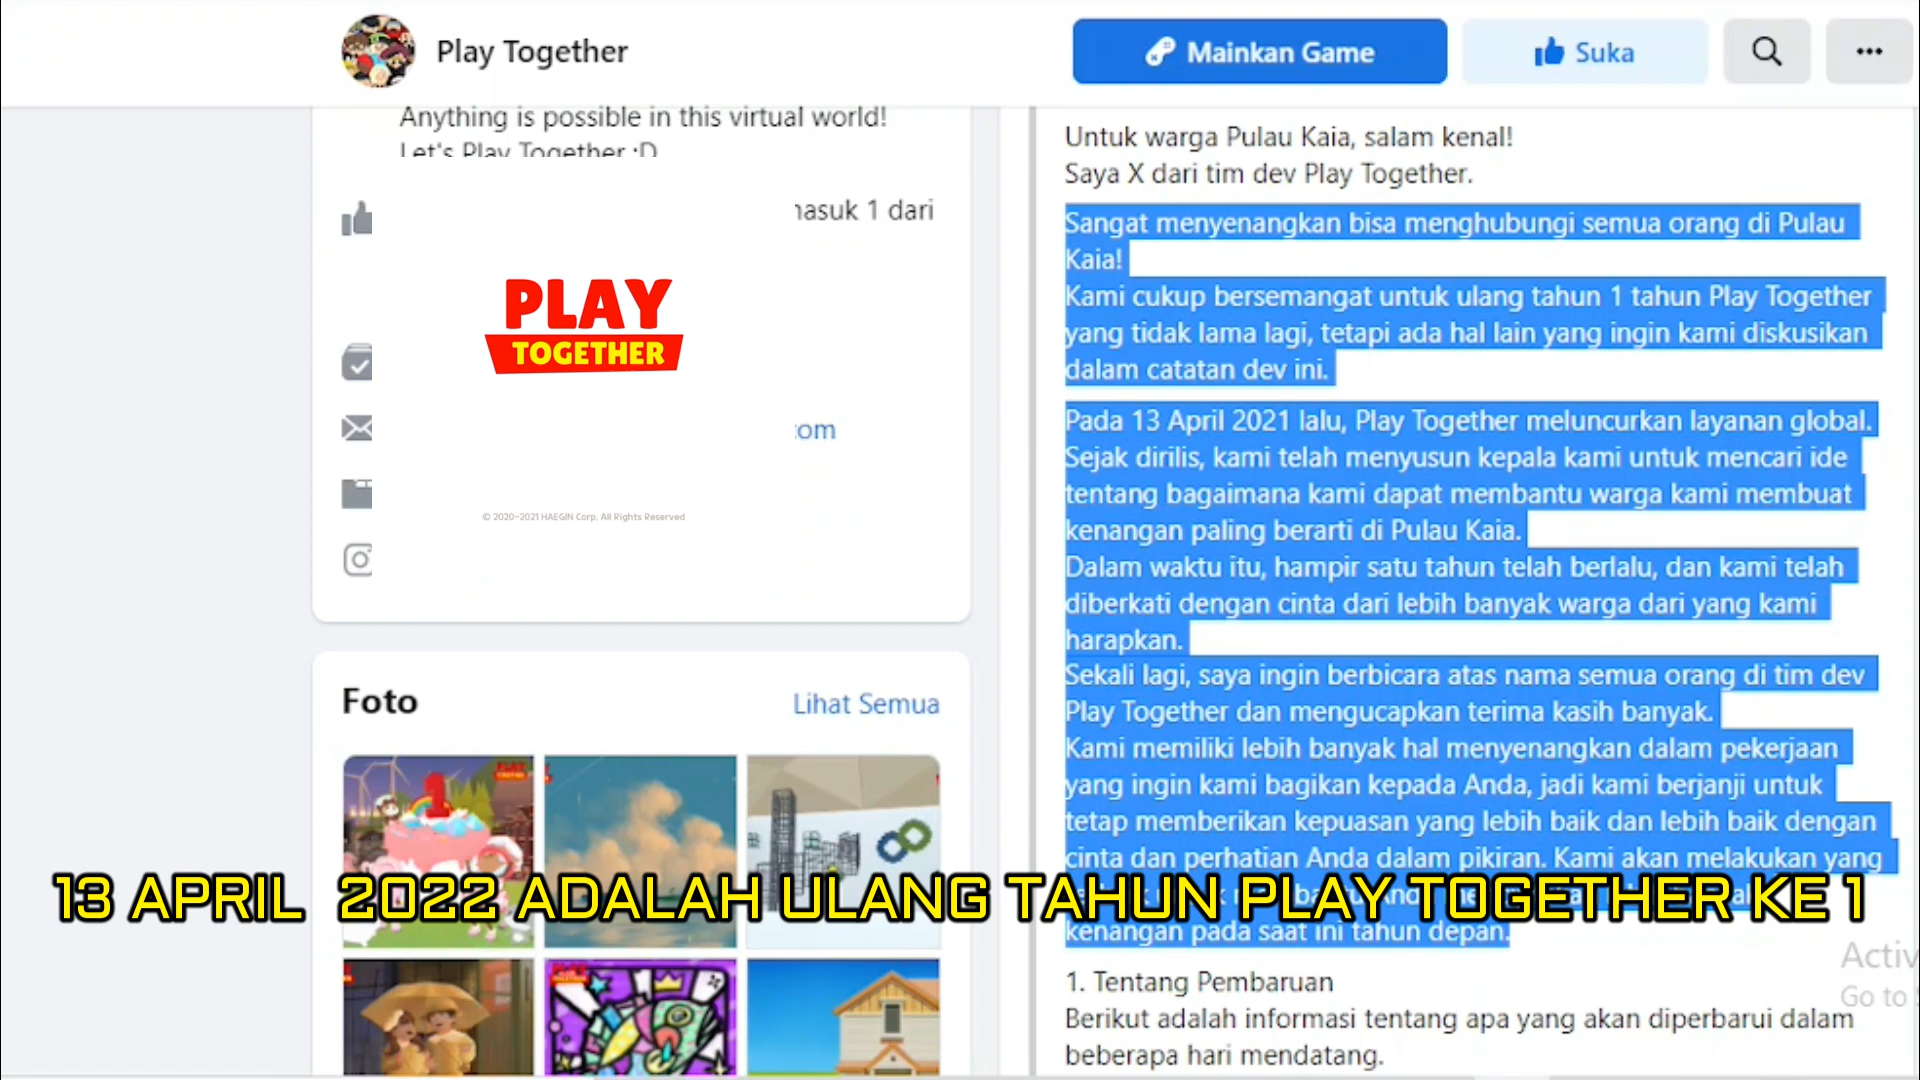 Play Together
Mainkan Game
Suka
Anything is possible in this virtual world!
Let's Play Together :D
1 dari
PLAY
TOGETHER
© 2020-2021 HAEGIN Corp. All Rights Reserved
Foto
Lihat Semua
Untuk warga Pulau Kaia, salam kenal!
Saya X dari tim dev Play Together.
Sangat menyenangkan bisa menghubungi semua orang di Pulau
Kaia!
Kami cukup bersemangat untuk ulang tahun 1 tahun Play Together
yang tidak lama lagi, tetapi ada hal lain yang ingin kami diskusikan
dalam catatan dev ini.
Pada 13 April 2021 lalu, Play Together meluncurkan layanan global.
Sejak dirilis, kami telah menyusun kepala kami untuk mencari ide
tentang bagaimana kami dapat membantu warga kami membuat
kenangan paling berarti di Pulau Kaia.
Dalam waktu itu, hampir satu tahun telah berlalu, dan kami telah
diberkati dengan cinta dari lebih banyak warga dari yang kami
harapkan.
Sekali lagi, saya ingin berbicara atas nama semua orang di tim dev
Play Together dan mengucapkan terima kasih banyak.
Kami memiliki lebih banyak hal menyenangkan dalam pekerjaan
yang ingin kami bagikan kepada Anda, jadi kami berjanji untuk
tetap memberikan kepuasan yang lebih baik dan lebih baik dengan
cinta dan perhatian Anda dalam pikiran. Kami akan melakukan yang
kenangan pada saat ini tahun depan.
1. Tentang Pembaruan
Berikut adalah informasi tentang apa yang akan diperbarui dalam
beberapa hari mendatang.
13 APRIL 2022 ADALAH ULANG TAHUN PLAY TOGETHER KE 1
Go to